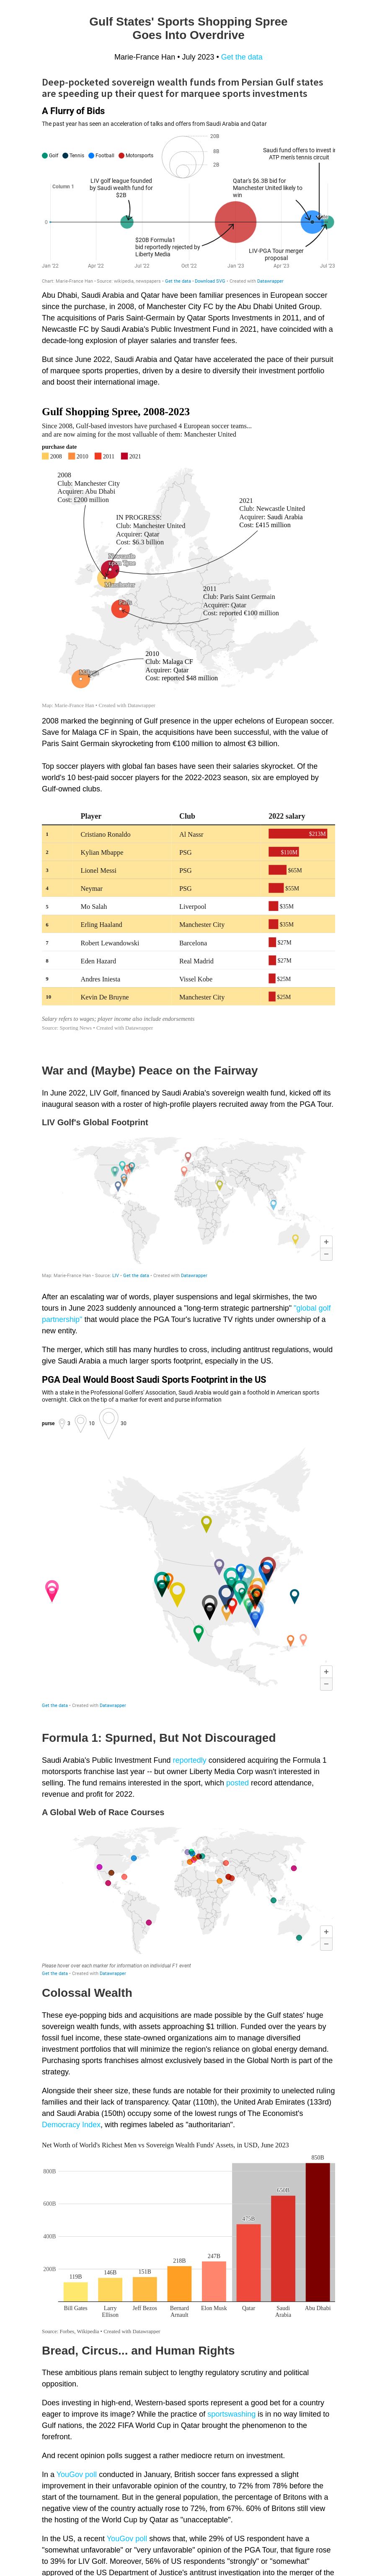 Gulf States' Sports Shopping Spree
Goes Into Overdrive
Marie-France Han • July 2023 • Get the data
Deep-pocketed sovereign wealth funds from Persian Gulf states
are speeding up their quest for marquee sports investments
A Flurry of Bids
The past year has seen an acceleration of talks and offers from Saudi Arabia and Qatar
20B
8B
2B
Golf Tennis Football Motorsports
Saudi fund offers to invest in
ATP men's tennis circuit
LIV golf league founded
by Saudi wealth fund for
$2B
Qatar's $6.3B bid for
Manchester United likely to
win
Column 1
0
$20B Formula1
bid reportedly rejected by
Liberty Media
LIV-PGA Tour merger
proposal
Jan '22 Apr '22 Jul '22 Oct '22 Jan '23 Apr '23 Jul '23
Chart: Marie-France Han • Source: wikipedia, newspapers • Get the data • Download SVG • Created with Datawrapper
Abu Dhabi, Saudi Arabia and Qatar have been familiar presences in European soccer
since the purchase, in 2008, of Manchester City FC by the Abu Dhabi United Group.
The acquisitions of Paris Saint-Germain by Qatar Sports Investments in 2011, and of
Newcastle FC by Saudi Arabia's Public Investment Fund in 2021, have coincided with a
decade-long explosion of player salaries and transfer fees.
But since June 2022, Saudi Arabia and Qatar have accelerated the pace of their pursuit
of marquee sports properties, driven by a desire to diversify their investment portfolio
and boost their international image.
Gulf Shopping Spree, 2008-2023
Since 2008, Gulf-based investors have purchased 4 European soccer teams...
and are now aiming for the most valuable of them: Manchester United
purchase date
2008 2010 2011 2021
2008
Club: Manchester City
Acquirer: Abu Dhabi
Cost: £200 million
2021
Club: Newcastle United
Acquirer: Saudi Arabia
Cost: £415 million
IN PROGRESS:
Club: Manchester United
Acquirer: Qatar
Cost: $6.3 billion
Newcastle
upon Tyne
Manchester
2011
Club: Paris Saint Germain
Acquirer: Qatar
Cost: reported €100 million
Paris
2010
Club: Malaga CF
Acquirer: Qatar
Cost: reported $48 million
Malaga
Map: Marie-France Han • Created with Datawrapper
2008 marked the beginning of Gulf presence in the upper echelons of European soccer.
Save for Malaga CF in Spain, the acquisitions have been successful, with the value of
Paris Saint Germain skyrocketing from €100 million to almost €3 billion.
Top soccer players with global fan bases have seen their salaries skyrocket. Of the
world's 10 best-paid soccer players for the 2022-2023 season, six are employed by
Gulf-owned clubs.
Player Club 2022 salary
1 Cristiano Ronaldo Al Nassr $213M
2 Kylian Mbappe PSG $110M
3 Lionel Messi PSG $65M
4 Neymar PSG $55M
5 Mo Salah Liverpool $35M
6 Erling Haaland Manchester City $35M
7 Robert Lewandowski Barcelona $27M
8 Eden Hazard Real Madrid $27M
9 Andres Iniesta Vissel Kobe $25M
10 Kevin De Bruyne Manchester City $25M
Salary refers to wages; player income also include endorsements
Source: Sporting News • Created with Datawrapper
War and (Maybe) Peace on the Fairway
In June 2022, LIV Golf, financed by Saudi Arabia's sovereign wealth fund, kicked off its
inaugural season with a roster of high-profile players recruited away from the PGA Tour.
LIV Golf's Global Footprint
+
−
Map: Marie-France Han • Source: LIV • Get the data • Created with Datawrapper
After an escalating war of words, player suspensions and legal skirmishes, the two
tours in June 2023 suddenly announced a "long-term strategic partnership" "global golf
partnership" that would place the PGA Tour's lucrative TV rights under ownership of a
new entity.
The merger, which still has many hurdles to cross, including antitrust regulations, would
give Saudi Arabia a much larger sports footprint, especially in the US.
PGA Deal Would Boost Saudi Sports Footprint in the US
With a stake in the Professional Golfers' Association, Saudi Arabia would gain a foothold in American sports
overnight. Click on the tip of a marker for event and purse information
purse 3 10 30
+
−
Get the data • Created with Datawrapper
Formula 1: Spurned, But Not Discouraged
Saudi Arabia's Public Investment Fund reportedly considered acquiring the Formula 1
motorsports franchise last year -- but owner Liberty Media Corp wasn't interested in
selling. The fund remains interested in the sport, which posted record attendance,
revenue and profit for 2022.
A Global Web of Race Courses
+
−
Please hover over each marker for information on individual F1 event
Get the data • Created with Datawrapper
Colossal Wealth
These eye-popping bids and acquisitions are made possible by the Gulf states' huge
sovereign wealth funds, with assets approaching $1 trillion. Funded over the years by
fossil fuel income, these state-owned organizations aim to manage diversified
investment portfolios that will minimize the region's reliance on global energy demand.
Purchasing sports franchises almost exclusively based in the Global North is part of the
strategy.
Alongside their sheer size, these funds are notable for their proximity to unelected ruling
families and their lack of transparency. Qatar (110th), the United Arab Emirates (133rd)
and Saudi Arabia (150th) occupy some of the lowest rungs of The Economist's
Democracy Index, with regimes labeled as "authoritarian".
Net Worth of World's Richest Men vs Sovereign Wealth Funds' Assets, in USD, June 2023
850B
800B
650B
600B
475B
400B
247B
218B
200B
151B
146B
119B
Bill Gates Larry Ellison Jeff Bezos Bernard Arnault Elon Musk Qatar Saudi Arabia Abu Dhabi
Source: Forbes, Wikipedia • Created with Datawrapper
Bread, Circus... and Human Rights
These ambitious plans remain subject to lengthy regulatory scrutiny and political
opposition.
Does investing in high-end, Western-based sports represent a good bet for a country
eager to improve its image? While the practice of sportswashing is in no way limited to
Gulf nations, the 2022 FIFA World Cup in Qatar brought the phenomenon to the
forefront.
And recent opinion polls suggest a rather mediocre return on investment.
In a YouGov poll conducted in January, British soccer fans expressed a slight
improvement in their unfavorable opinion of the country, to 72% from 78% before the
start of the tournament. But in the general population, the percentage of Britons with a
negative view of the country actually rose to 72%, from 67%. 60% of Britons still view
the hosting of the World Cup by Qatar as "unacceptable".
In the US, a recent YouGov poll shows that, while 29% of US respondent have a
"somewhat unfavorable" or "very unfavorable" opinion of the PGA Tour, that figure rose
to 39% for LIV Golf. Moreover, 56% of US respondents "strongly" or "somewhat"
approved of the US Department of Justice's antitrust investigation into the merger of the